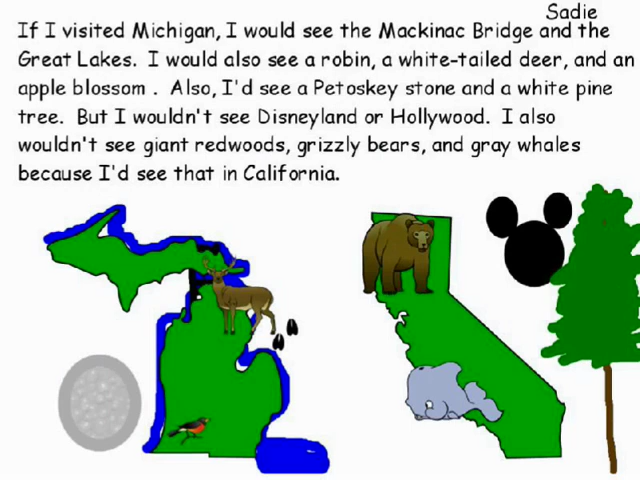 Sadie
If I visited Michigan, I would see the Mackinac Bridge and the
Great Lakes. I would also see a robin, a white-tailed deer, and an
apple blossom . Also, I'd see a Petoskey stone and a white pine
tree. But I wouldn't see Disneyland or Hollywood. I also
wouldn't see giant redwoods, grizzly bears, and gray whales
because I'd see that in California.